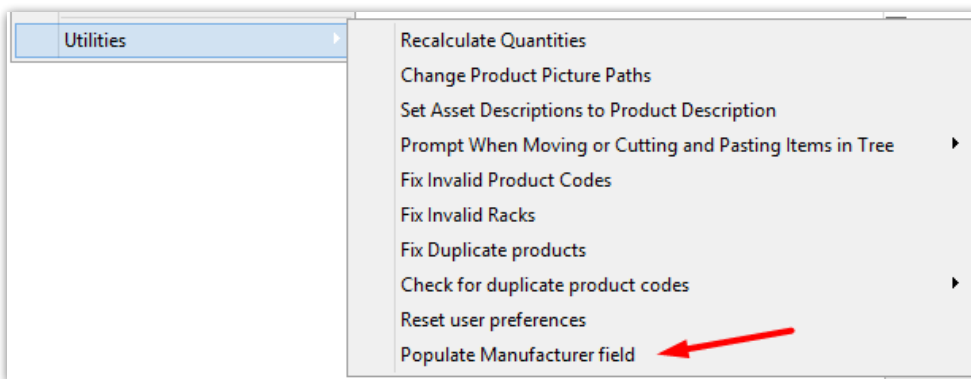 Utilities
Recalculate Quantities
Change Product Picture Paths
Set Asset Descriptions to Product Description
Prompt When Moving or Cutting and Pasting Items in Tree
Fix Invalid Product Codes
Fix Invalid Racks
Fix Duplicate products
Check for duplicate product codes
Reset user preferences
Populate Manufacturer field